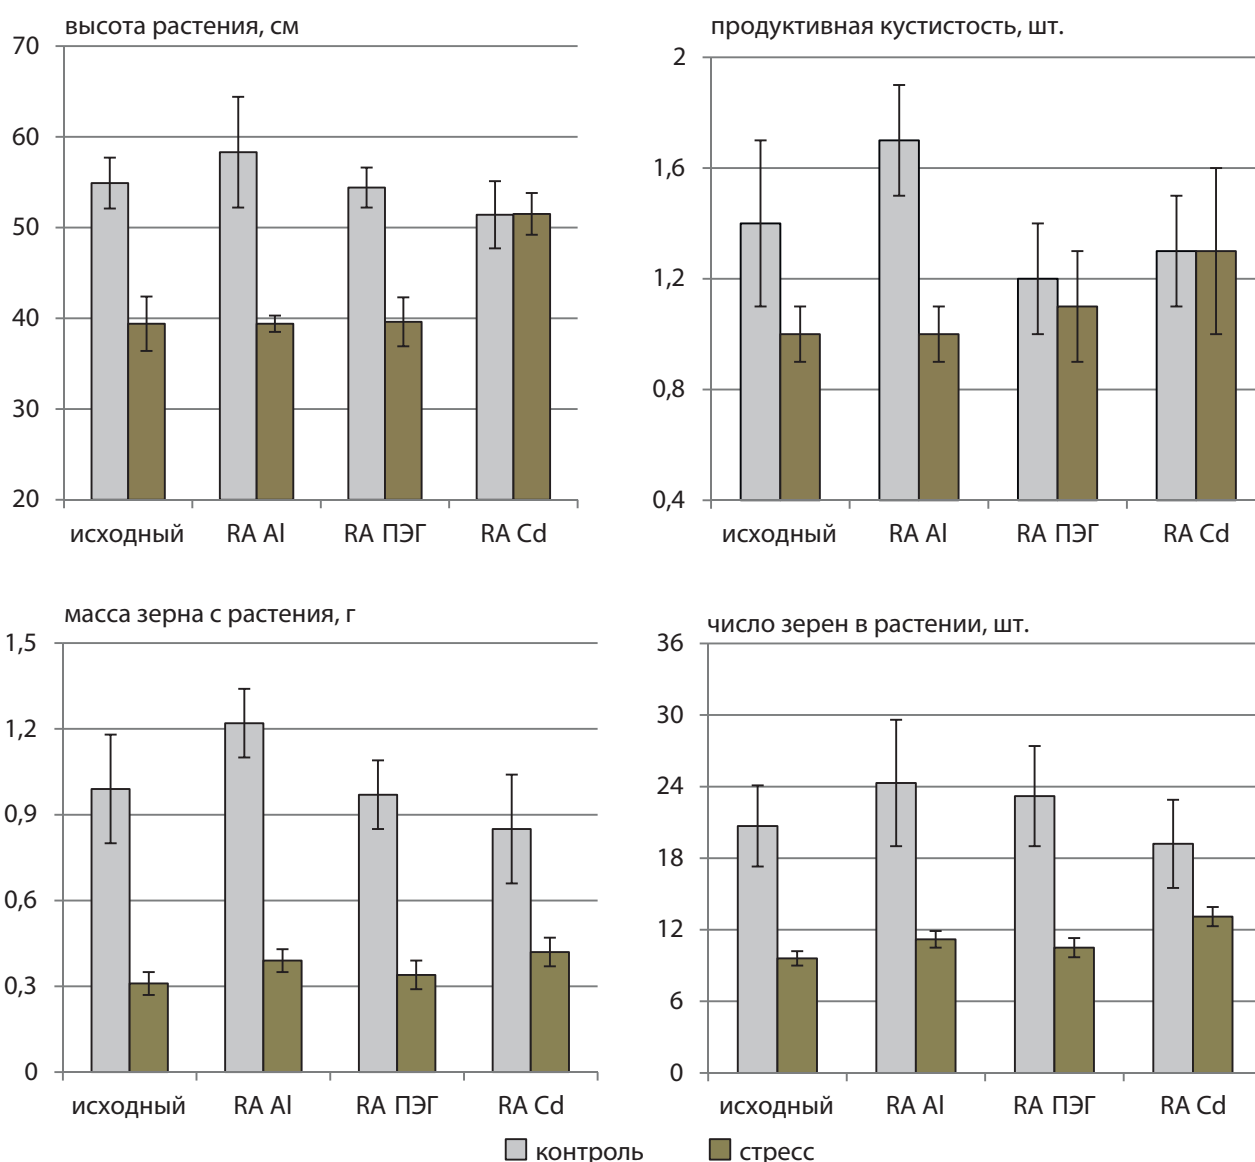 высота растения, см
70
60
50
40
30
20
исходный RA Al RA ПЭГ RA Cd
продуктивная кустистость, шт.
2
1,6
1,2
0,8
0,4
исходный RA Al RA ПЭГ RA Cd
масса зерна с растения, г
1,5
1,2
0,9
0,6
0,3
0
исходный RA Al RA ПЭГ RA Cd
число зерен в растении, шт.
36
30
24
18
12
6
0
исходный RA Al RA ПЭГ RA Cd
контроль стресс